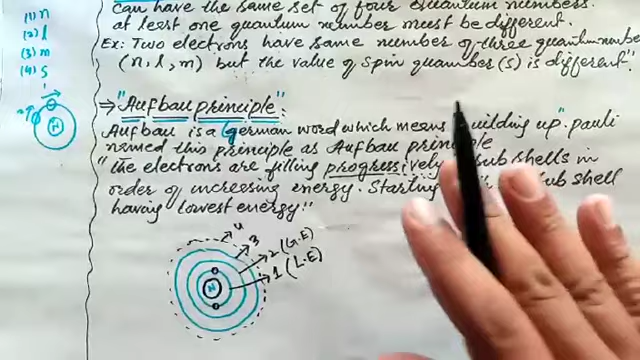 (1) n
(2) l
(3) m
(4) s
N
can have the same set of four Quantum numbers.
at least one quantum number must be different.
Ex: Two electrons have same number of three quantum number
(n, l, m) but the value of spin quamber (s) is different".
⇒ "Aufbau principle":
Aufbau is a German word which means building up". pauli
named this principle as Aufbau principle
"The electrons are filling progressively sub shells in
order of increasing energy. Starting sub shell
having lowest energy."
4
3
2 (G.E)
1 (L.E)
N